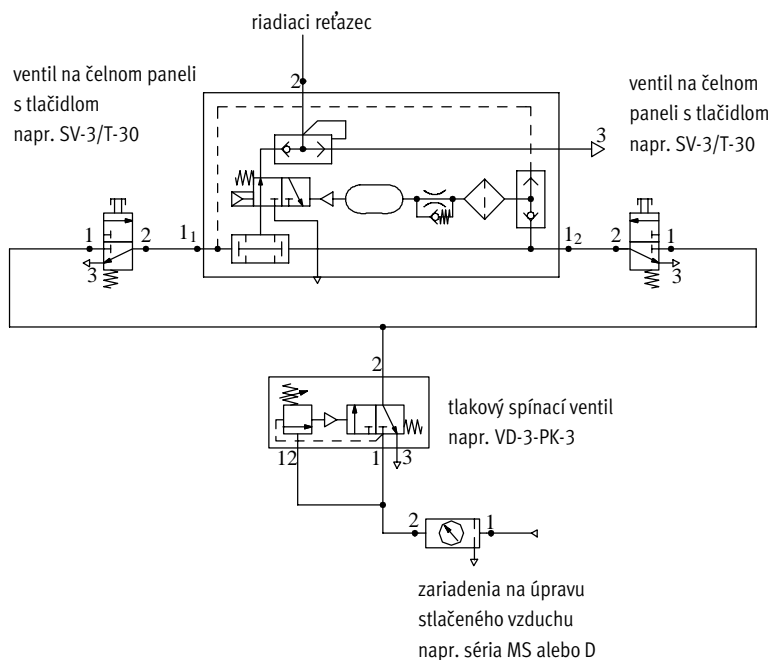 riadiaci reťazec
ventil na čelnom paneli
s tlačidlom
napr. SV-3/T-30
ventil na čelnom
paneli s tlačidlom
napr. SV-3/T-30
2
3
1
2
3
1₁
1₂
2
1
3
2
12
1
3
tlakový spínací ventil
napr. VD-3-PK-3
2
1
zariadenia na úpravu
stlačeného vzduchu
napr. séria MS alebo D